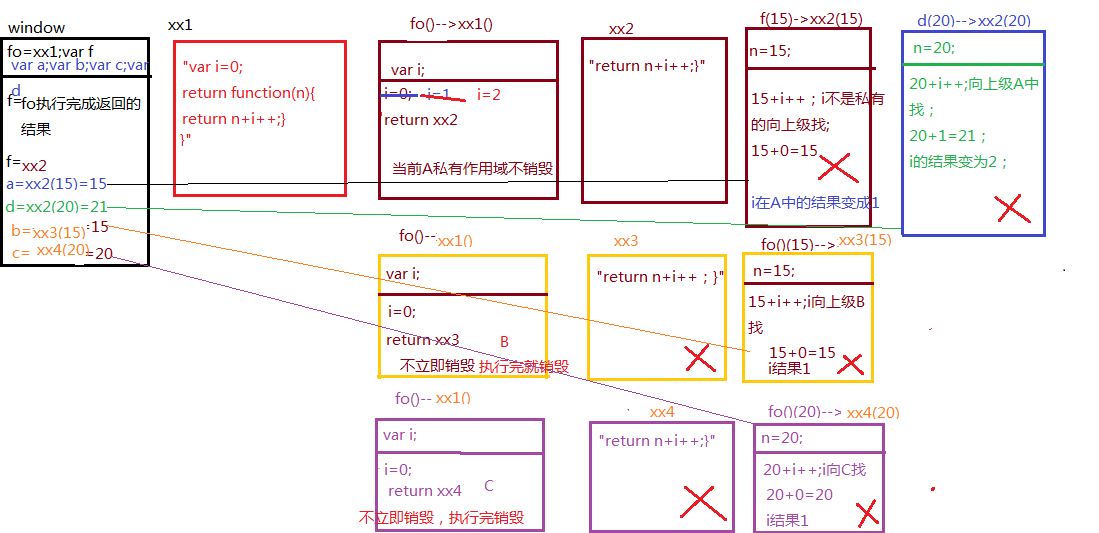 window
fo=xx1;var f
var a;var b;var c;var
d
f=fo执行完成返回的
结果
f=xx2
a=xx2(15)=15
d=xx2(20)=21
b=xx3(15)=15
c= xx4(20)=20
xx1
"var i=0;
return function(n){
return n+i++;}
}"
fo()-->xx1()
var i;
i=0; i=1 i=2
return xx2
当前A私有作用域不销毁
xx2
"return n+i++;}"
f(15)->xx2(15)
n=15;
15+i++；i不是私有
的向上级找;
15+0=15
i在A中的结果变成1
d(20)-->xx2(20)
n=20;
20+i++;向上级A中
找；
20+1=21；
i的结果变为2；
fo()--xx1()
var i;
i=0;
return xx3
B
不立即销毁 执行完就销毁
xx3
"return n+i++；}"
fo()(15)-->xx3(15)
n=15;
15+i++;i向上级B
找
15+0=15
i结果1
fo()-- xx1()
var i;
i=0;
return xx4
C
不立即销毁，执行完销毁
xx4
"return n+i++;}"
fo()(20)--> xx4(20)
n=20;
20+i++;i向C找
20+0=20
i结果1